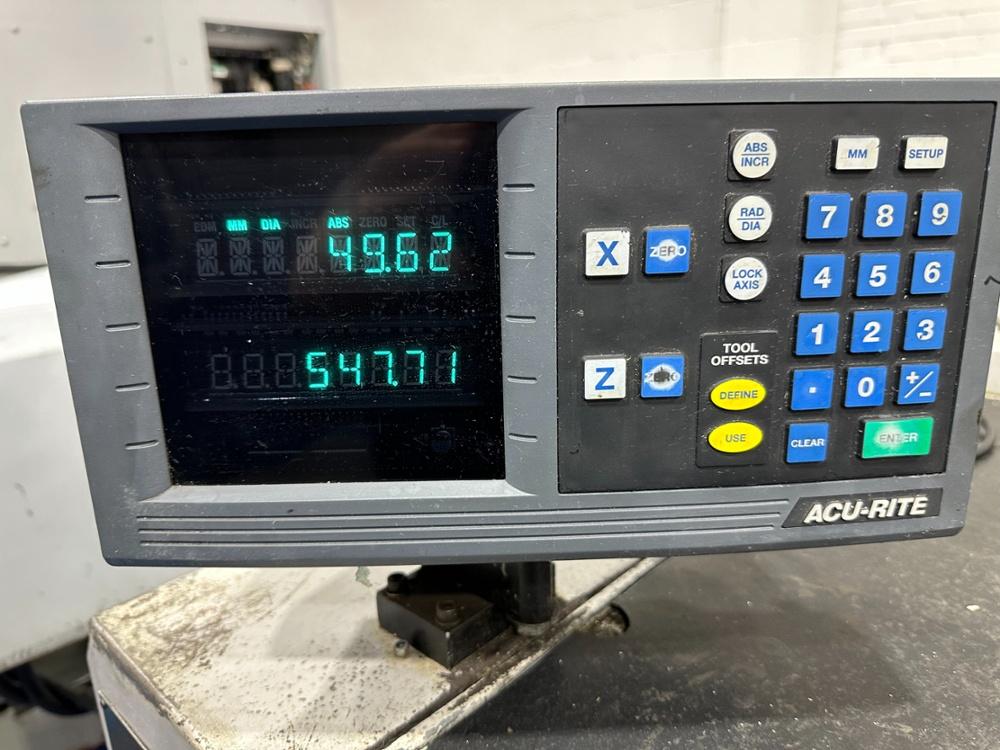 EDM MM DIA INCR ABS ZERO SET C/L
49.62
547.71
ABS
INCR
MM
SETUP
RAD
DIA
7 8 9
X ZERO
LOCK
AXIS
4 5 6
1 2 3
TOOL
OFFSETS
Z ZERO
DEFINE
. 0 +/-
USE
CLEAR
ENTER
ACU-RITE